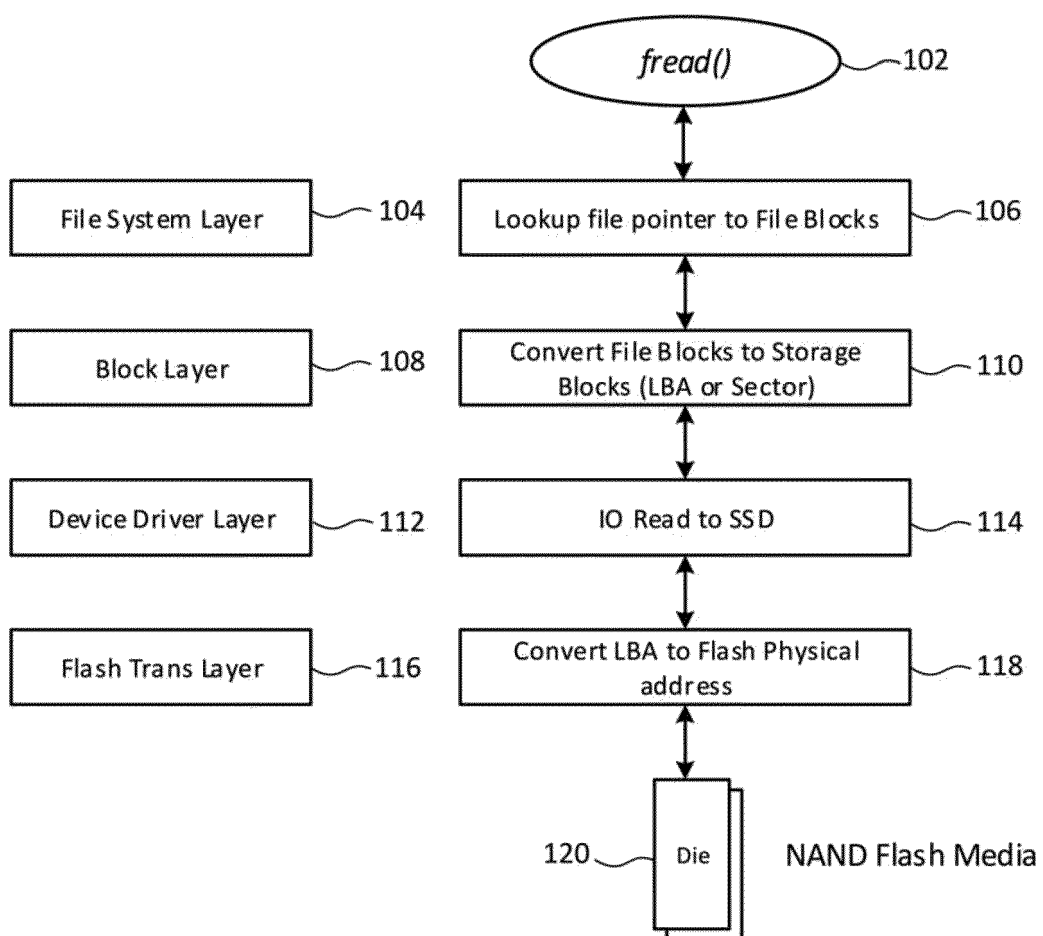 fread()
102
File System Layer
104
Lookup file pointer to File Blocks
106
Block Layer
108
Convert File Blocks to Storage
Blocks (LBA or Sector)
110
Device Driver Layer
112
IO Read to SSD
114
Flash Trans Layer
116
Convert LBA to Flash Physical
address
118
120
Die
NAND Flash Media